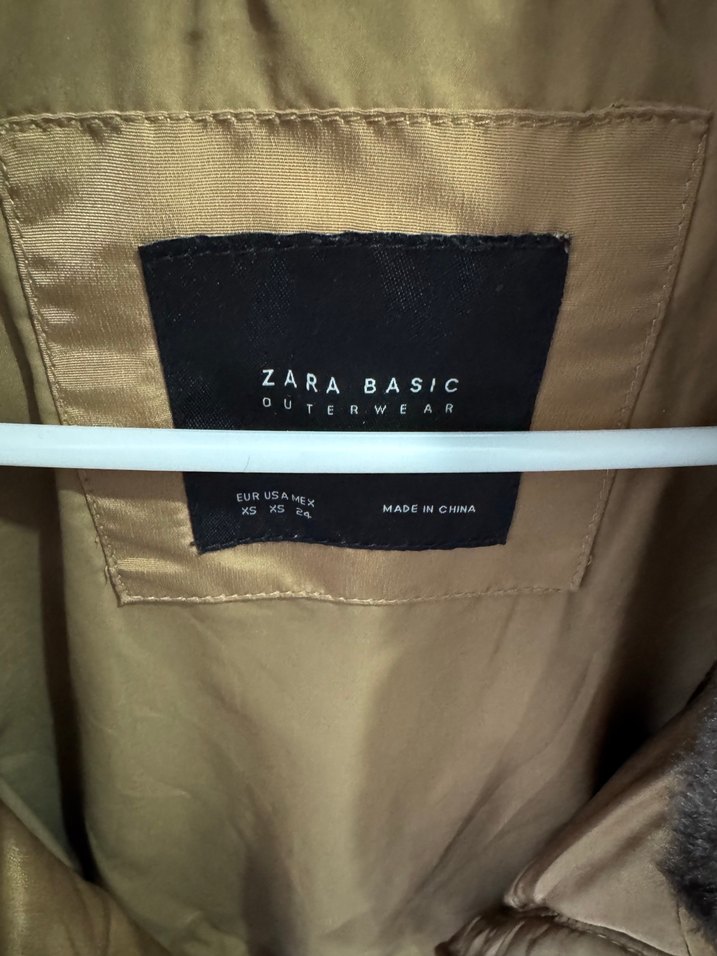 ZARA BASIC
OUTERWEAR
EUR USA MEX
XS XS 24
MADE IN CHINA